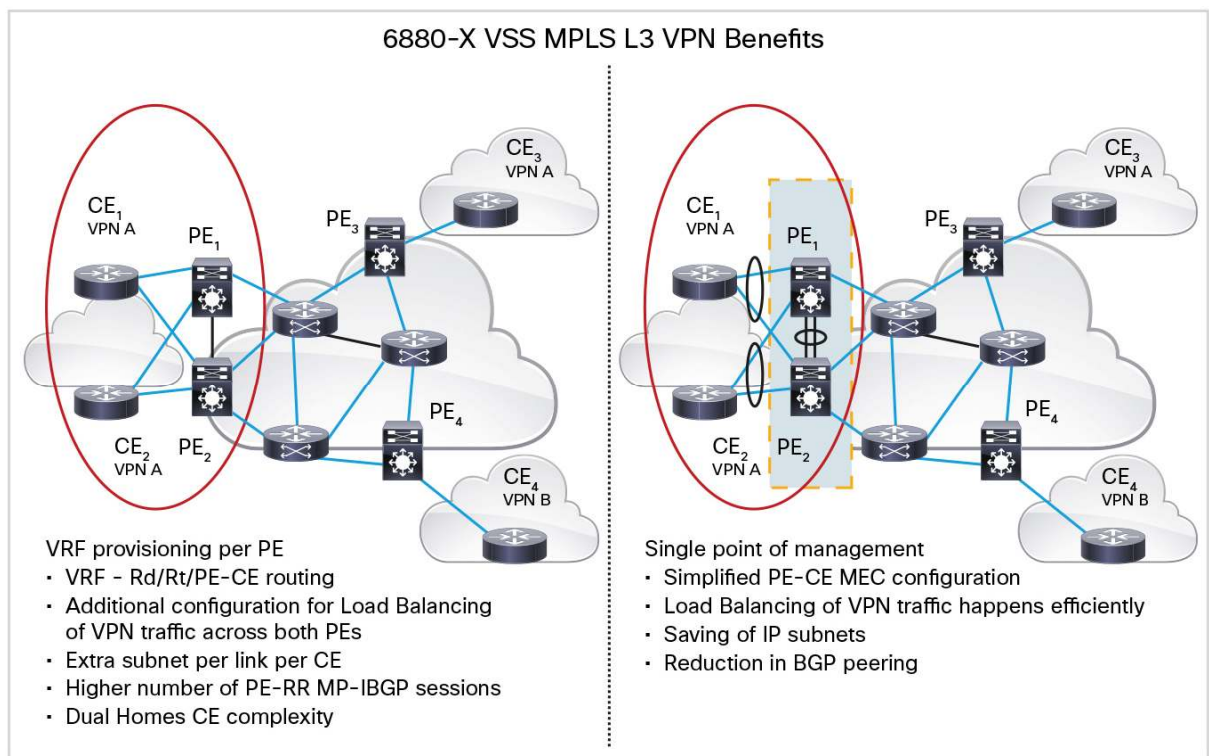 6880-X VSS MPLS L3 VPN Benefits
CE3
VPN A
CE1
VPN A
PE1
PE3
CE2
VPN A
PE2
PE4
CE4
VPN B
VRF provisioning per PE
· VRF - Rd/Rt/PE-CE routing
· Additional configuration for Load Balancing
of VPN traffic across both PEs
· Extra subnet per link per CE
· Higher number of PE-RR MP-IBGP sessions
· Dual Homes CE complexity
CE3
VPN A
CE1
VPN A
PE1
PE3
CE2
VPN A
PE2
PE4
CE4
VPN B
Single point of management
· Simplified PE-CE MEC configuration
· Load Balancing of VPN traffic happens efficiently
· Saving of IP subnets
· Reduction in BGP peering